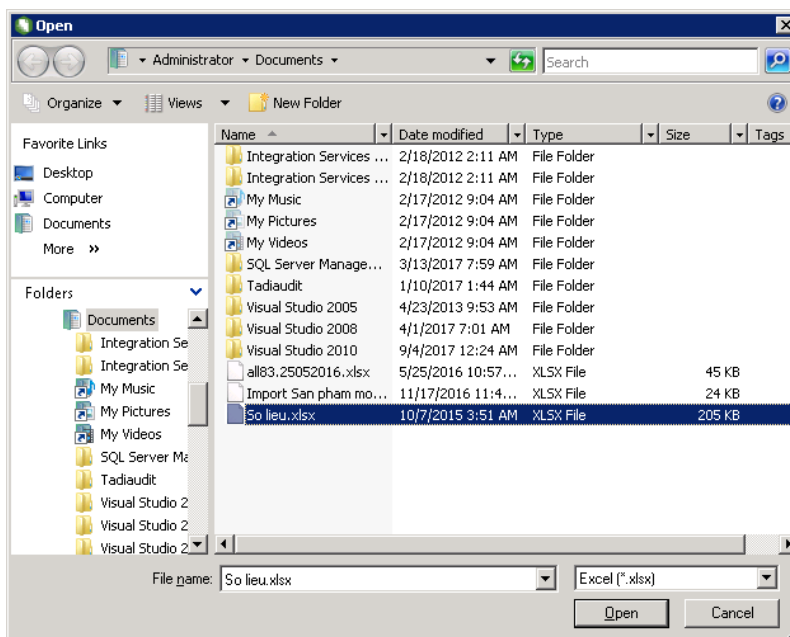 Open
Administrator Documents
Search
Organize Views New Folder
Favorite Links
Desktop
Computer
Documents
More »
Folders
Documents
Integration Se
Integration Se
My Music
My Pictures
My Videos
SQL Server Ma
Tadiaudit
Visual Studio 2
Visual Studio 2
Visual Studio 2
Name Date modified Type Size Tags
Integration Services ... 2/18/2012 2:11 AM File Folder
Integration Services ... 2/18/2012 2:11 AM File Folder
My Music 2/17/2012 9:04 AM File Folder
My Pictures 2/17/2012 9:04 AM File Folder
My Videos 2/17/2012 9:04 AM File Folder
SQL Server Manage... 3/13/2017 7:59 AM File Folder
Tadiaudit 1/10/2017 1:44 AM File Folder
Visual Studio 2005 4/23/2013 9:53 AM File Folder
Visual Studio 2008 4/1/2017 7:01 AM File Folder
Visual Studio 2010 9/4/2017 12:24 AM File Folder
all83.25052016.xlsx 5/25/2016 10:57... XLSX File 45 KB
Import San pham mo... 11/17/2016 11:4... XLSX File 24 KB
So lieu.xlsx 10/7/2015 3:51 AM XLSX File 205 KB
File name: So lieu.xlsx Excel (*.xlsx)
Open Cancel